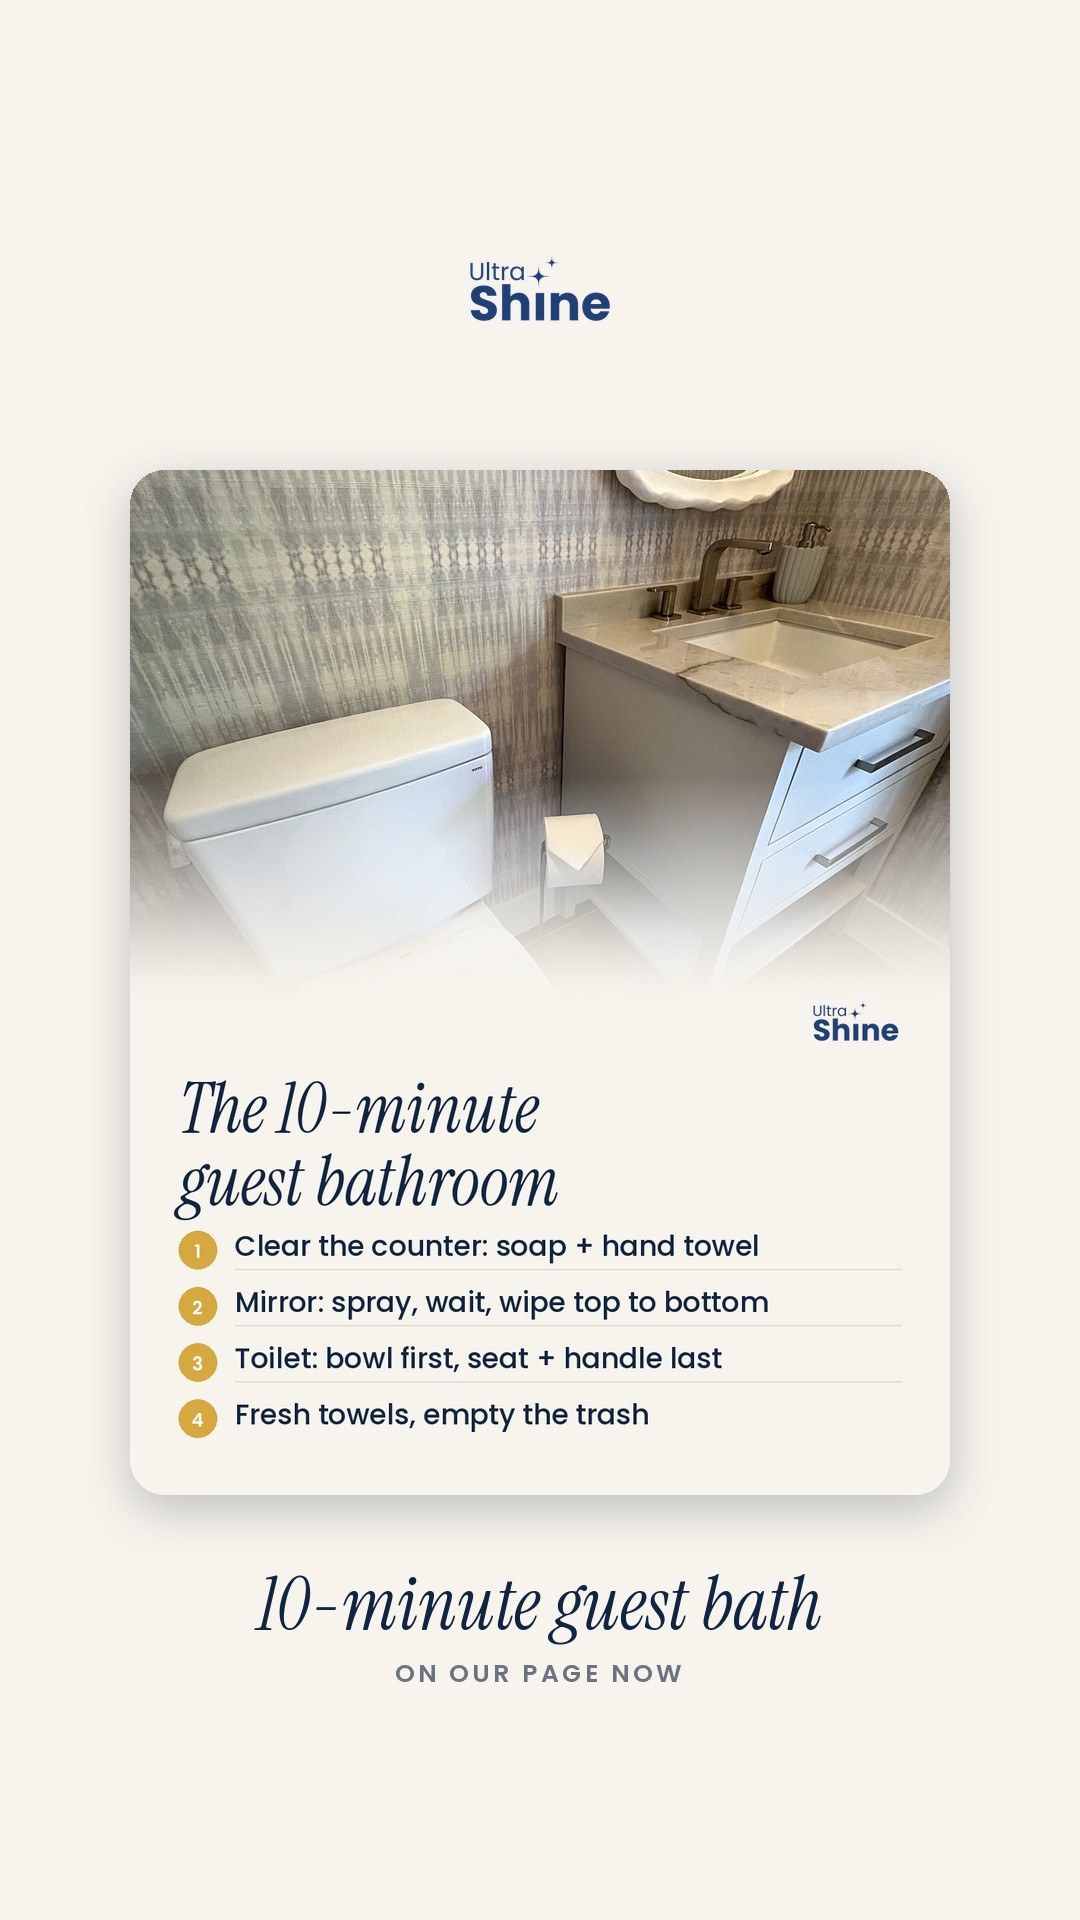 Ultra
Shine
Ultra
Shine
The 10-minute
guest bathroom
1 Clear the counter: soap + hand towel
2 Mirror: spray, wait, wipe top to bottom
3 Toilet: bowl first, seat + handle last
4 Fresh towels, empty the trash
10-minute guest bath
ON OUR PAGE NOW